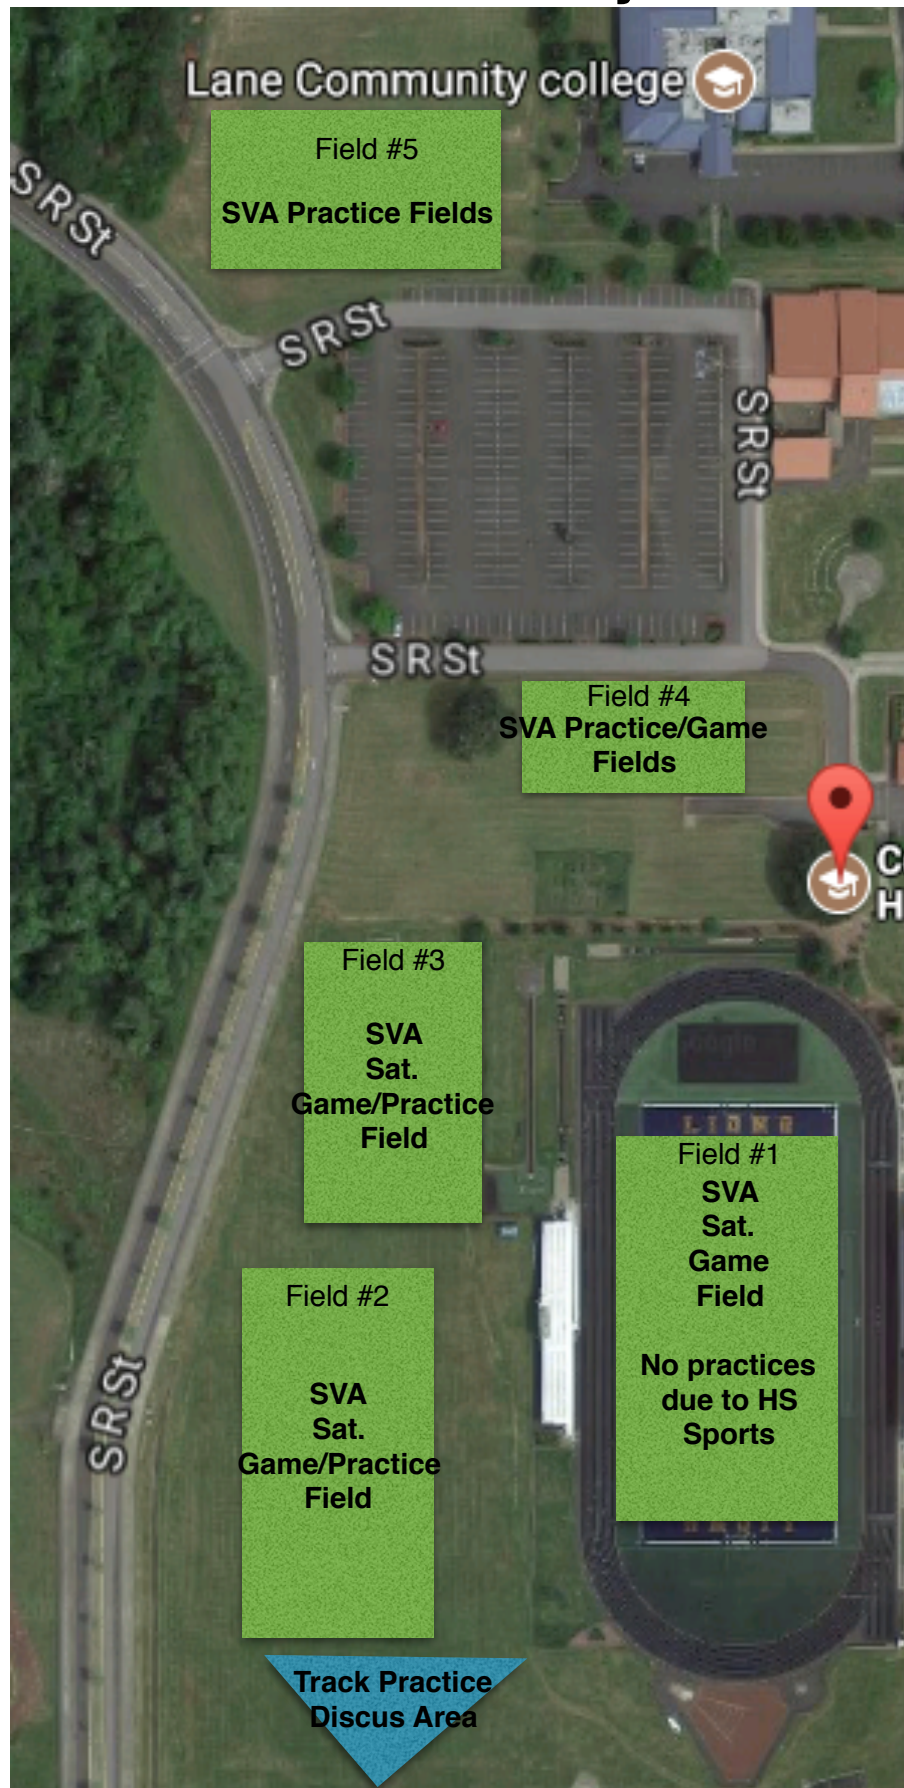 Lane Community college
Field #5
SVA Practice Fields
S R St
S R St
S R St
S R St
Field #4
SVA Practice/Game
Fields
C
H
Field #3
SVA
Sat.
Game/Practice
Field
LIONS
Field #1
SVA
Sat.
Game
Field
No practices
due to HS
Sports
Field #2
SVA
Sat.
Game/Practice
Field
S R St
Track Practice
Discus Area